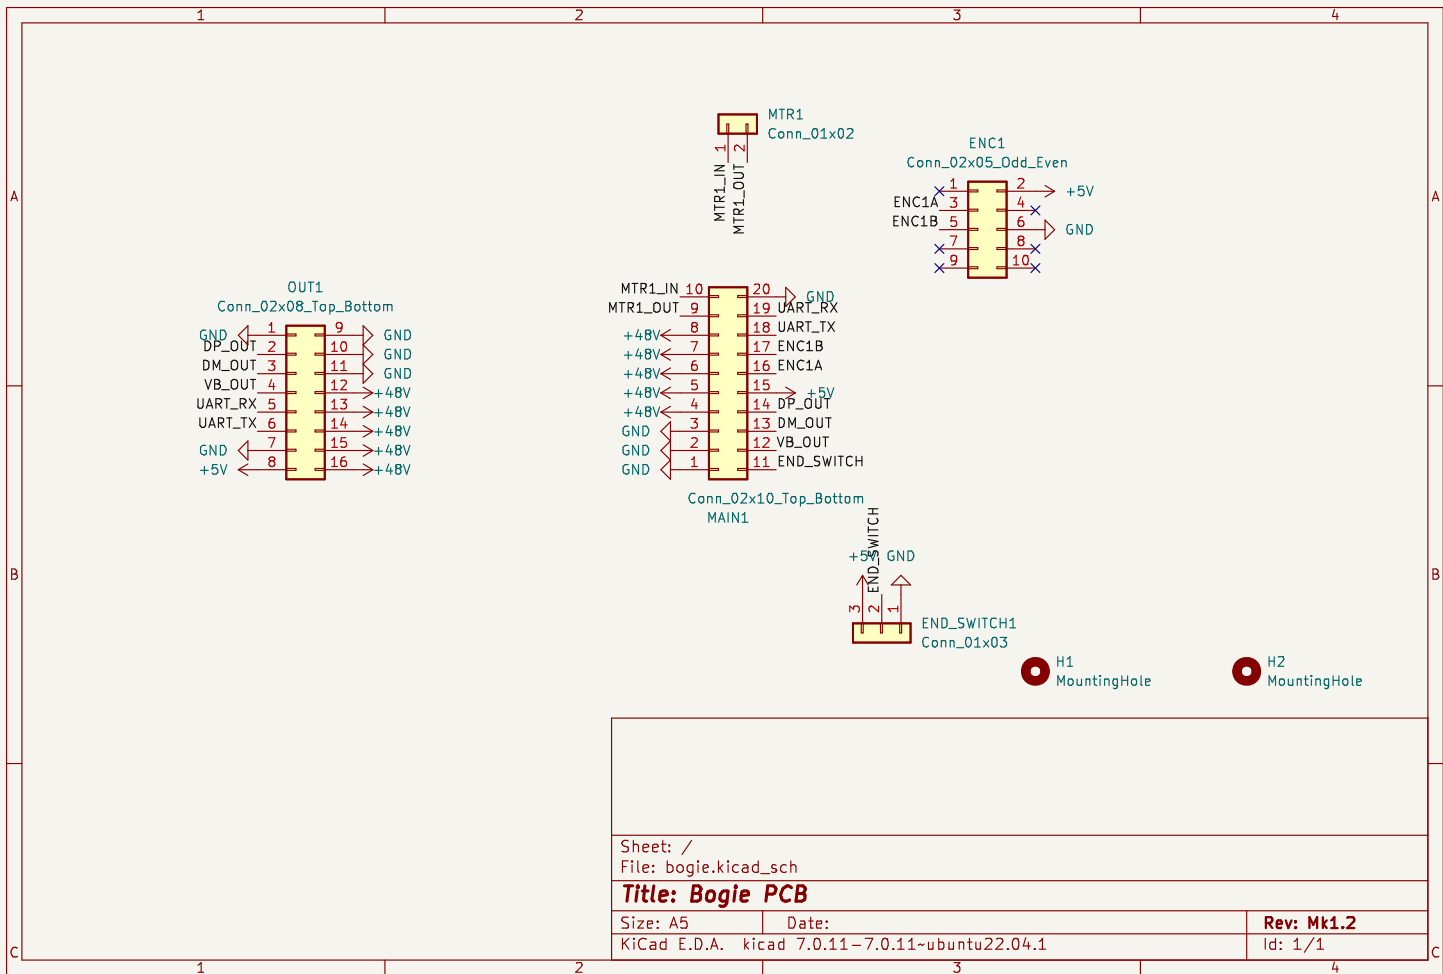 1 2 3 4
MTR1
Conn_01x02
1 2
MTR1_IN
MTR1_OUT
ENC1
Conn_02x05_Odd_Even
1 2 +5V
ENC1A 3 4
ENC1B 5 6 GND
7 8
9 10
A A
OUT1
Conn_02x08_Top_Bottom
GND 1 9 GND
DP_OUT 2 10 GND
DM_OUT 3 11 GND
VB_OUT 4 12 +48V
UART_RX 5 13 +48V
UART_TX 6 14 +48V
GND 7 15 +48V
+5V 8 16 +48V
MTR1_IN 10 20 GND
MTR1_OUT 9 19 UART_RX
+48V 8 18 UART_TX
+48V 7 17 ENC1B
+48V 6 16 ENC1A
+48V 5 15 +5V
+48V 4 14 DP_OUT
GND 3 13 DM_OUT
GND 2 12 VB_OUT
GND 1 11 END_SWITCH
Conn_02x10_Top_Bottom
MAIN1
+5V END_SWITCH GND
3 2 1
END_SWITCH1
Conn_01x03
B B
H1
MountingHole
H2
MountingHole
Sheet: /
File: bogie.kicad_sch
Title: Bogie PCB
Size: A5 Date: Rev: Mk1.2
KiCad E.D.A. kicad 7.0.11-7.0.11~ubuntu22.04.1 Id: 1/1
C C
1 2 3 4